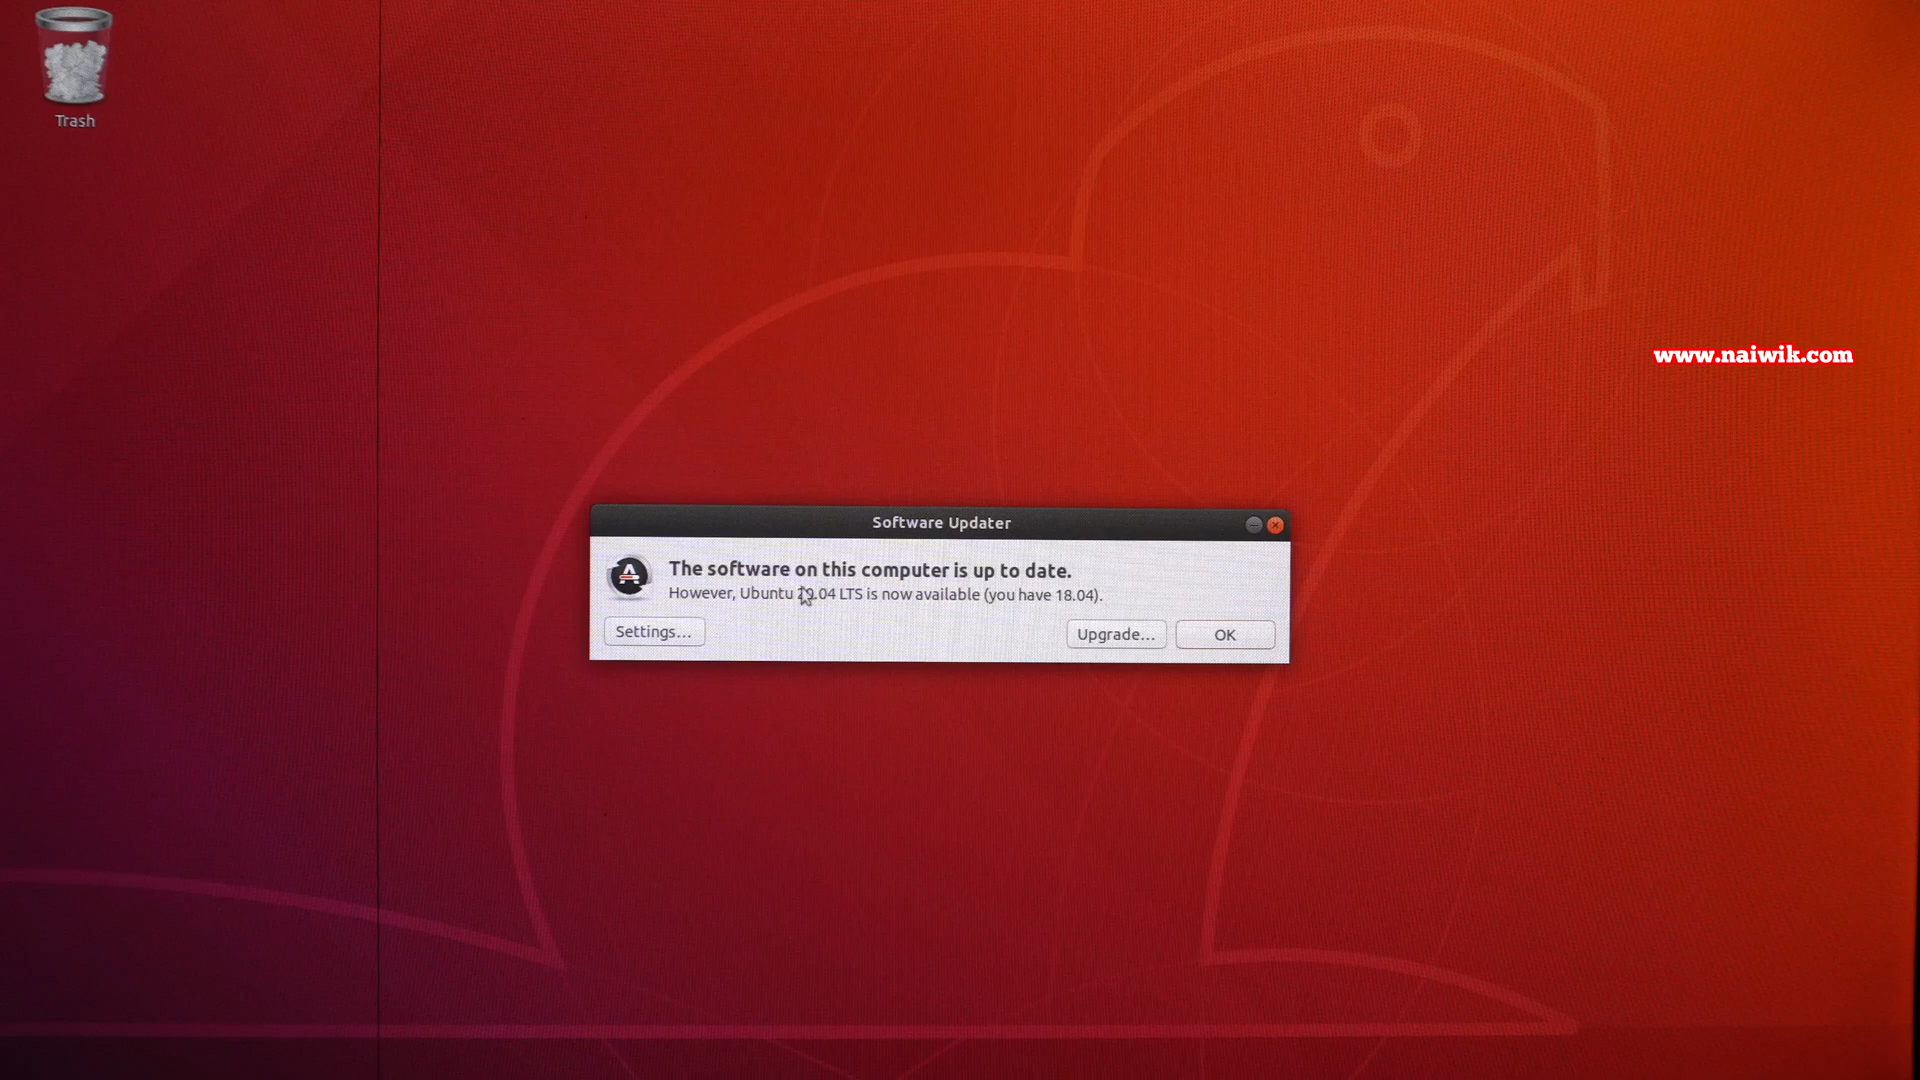 Trash
www.naiwik.com
Software Updater
The software on this computer is up to date.
However, Ubuntu 20.04 LTS is now available (you have 18.04).
Settings...
Upgrade...
OK